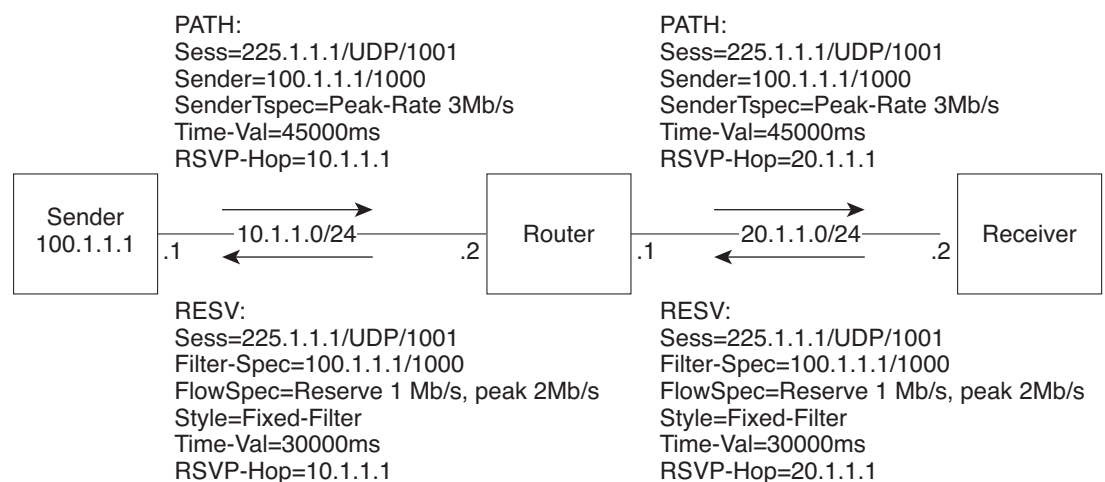 PATH:
Sess=225.1.1.1/UDP/1001
Sender=100.1.1.1/1000
SenderTspec=Peak-Rate 3Mb/s
Time-Val=45000ms
RSVP-Hop=10.1.1.1
PATH:
Sess=225.1.1.1/UDP/1001
Sender=100.1.1.1/1000
SenderTspec=Peak-Rate 3Mb/s
Time-Val=45000ms
RSVP-Hop=20.1.1.1
Sender
100.1.1.1
.1
10.1.1.0/24
.2
Router
.1
20.1.1.0/24
.2
Receiver
RESV:
Sess=225.1.1.1/UDP/1001
Filter-Spec=100.1.1.1/1000
FlowSpec=Reserve 1 Mb/s, peak 2Mb/s
Style=Fixed-Filter
Time-Val=30000ms
RSVP-Hop=10.1.1.1
RESV:
Sess=225.1.1.1/UDP/1001
Filter-Spec=100.1.1.1/1000
FlowSpec=Reserve 1 Mb/s, peak 2Mb/s
Style=Fixed-Filter
Time-Val=30000ms
RSVP-Hop=20.1.1.1